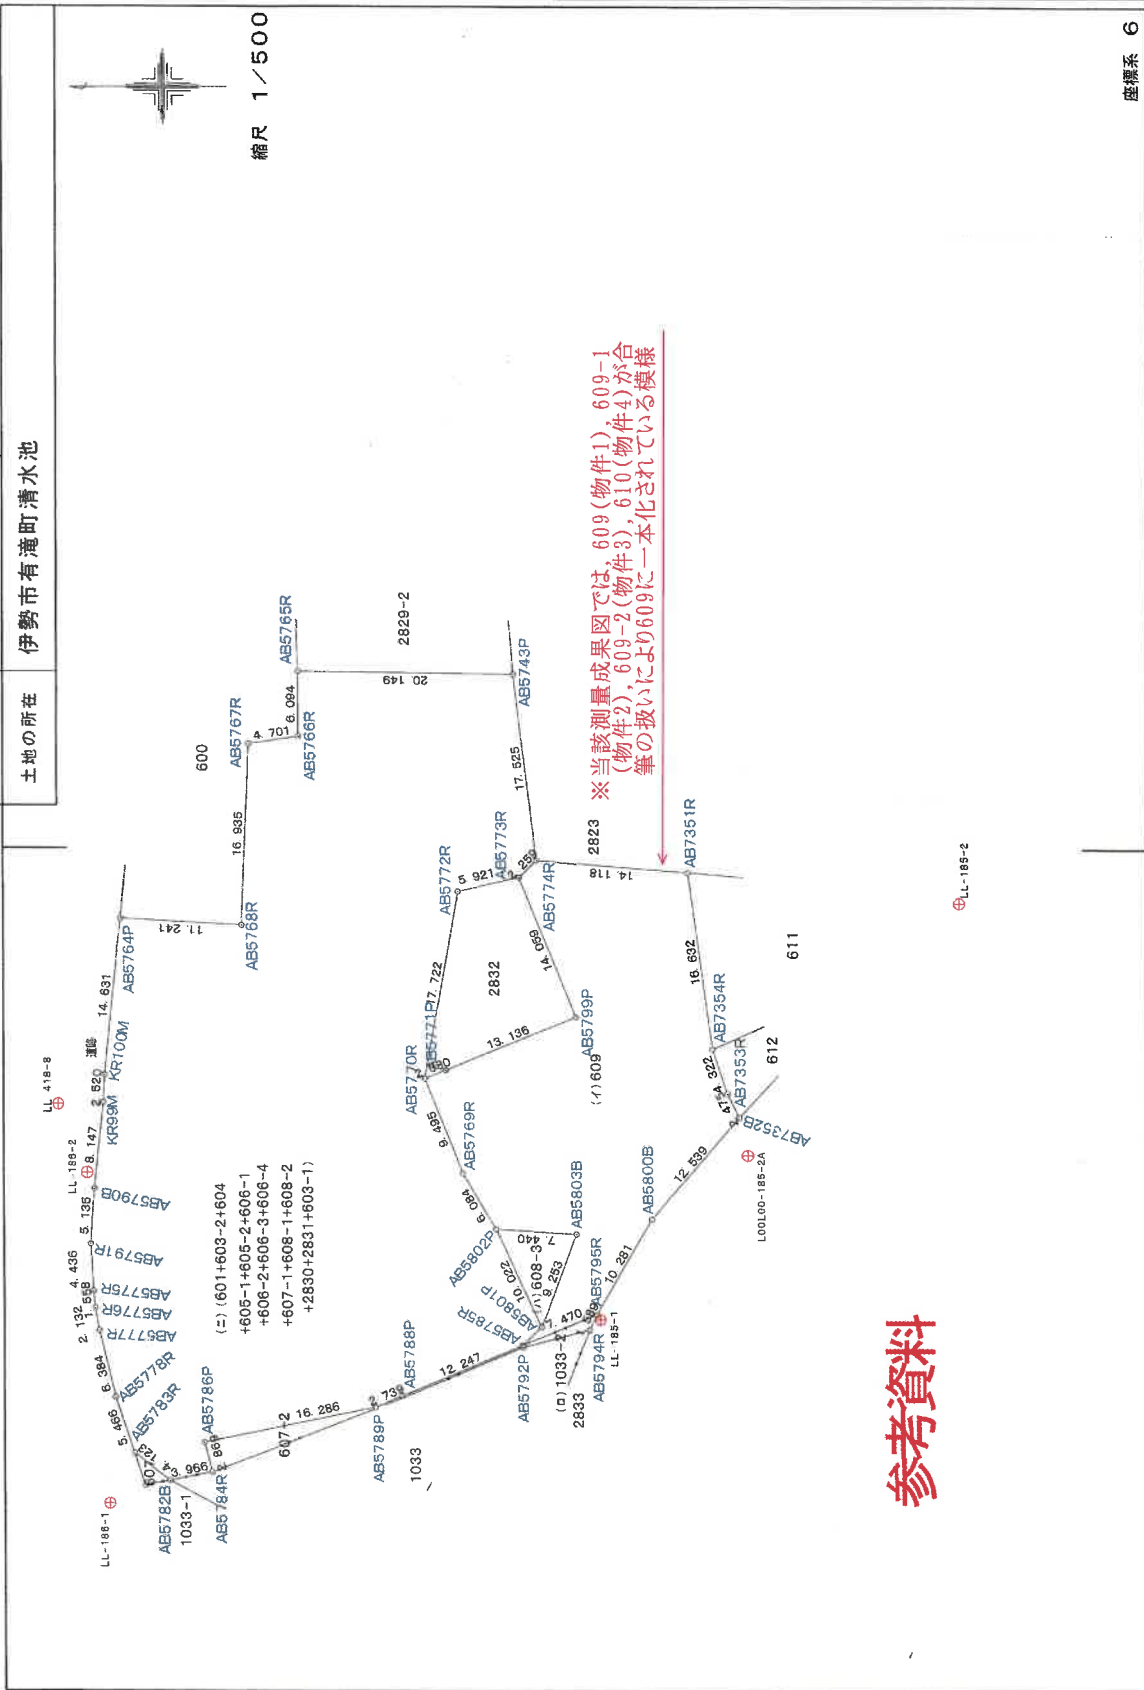 土地の所在 伊勢市有滝町清水池
縮尺 1/500
座標系 6
LL-186-1
LL-186-2
LL 418-8
道路
600
2829-2
2823
2832
611
612
(イ)609
(ロ)1033-2
(ハ)608-3
2833
1033
1033-1
607-2
607
(ニ)(601+603-2+604
+605-1+605-2+606-1
+606-2+606-3+606-4
+607-1+608-1+608-2
+2830+2831+603-1)
AB5782B
AB5783R
AB5778R
AB5777R
AB5776R
AB5775R
AB5791R
AB5790B
KR99M
KR100M
AB5764P
AB5768R
AB5767R
AB5766R
AB5765R
AB5743P
AB5784R
AB5786P
AB5789P
AB5788P
AB5792P
AB5785R
AB5801P
AB5802P
AB5803B
AB5769R
AB5770R
AB5771P
AB5772R
AB5773R
AB5774R
AB5799P
AB5794R
AB5795R
AB5800B
AB7352B
AB7353R
AB7354R
AB7351R
LL-185-1
L00L00-185-2A
LL-185-2
5.466
6.384
2.132
1.558
4.436
5.136
8.147
2.520
14.631
11.241
16.935
4.701
6.094
20.149
17.525
14.118
16.632
4.322
12.539
10.281
7.470
9.253
7.440
10.022
6.084
9.495
17.722
5.921
14.059
13.136
12.247
2.739
16.286
3.966
※当該測量成果図では,609(物件1),609-1
(物件2),609-2(物件3),610(物件4)が合
筆の扱いにより609に一本化されている模様
参考資料